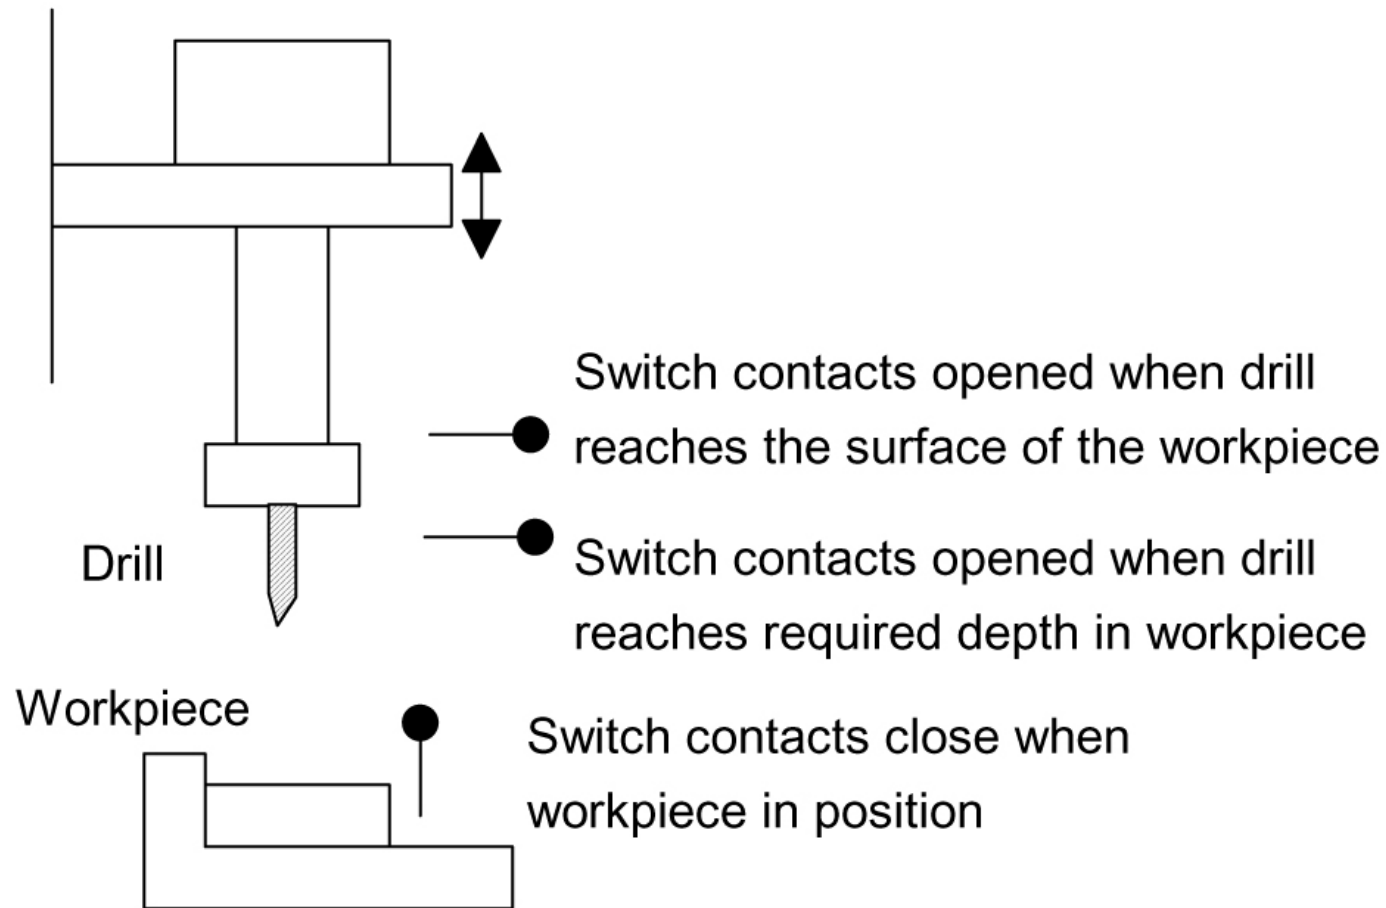 Switch contacts opened when drill
reaches the surface of the workpiece
Drill
Switch contacts opened when drill
reaches required depth in workpiece
Workpiece
Switch contacts close when
workpiece in position